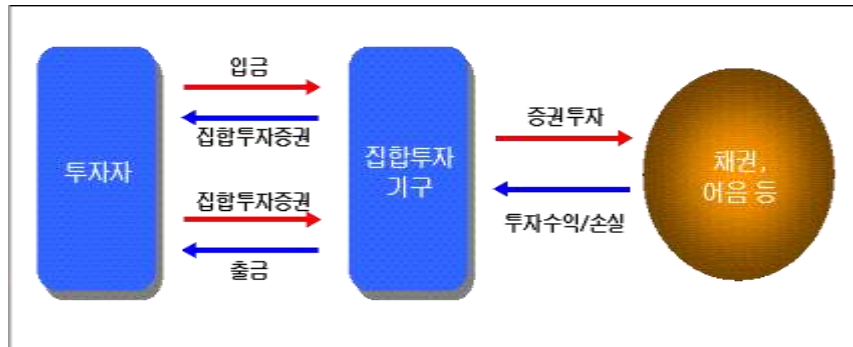 입금
집합투자증권
투자자
집합투자증권
출금
집합투자
기구
증권투자
투자수익/손실
채권,
어음 등